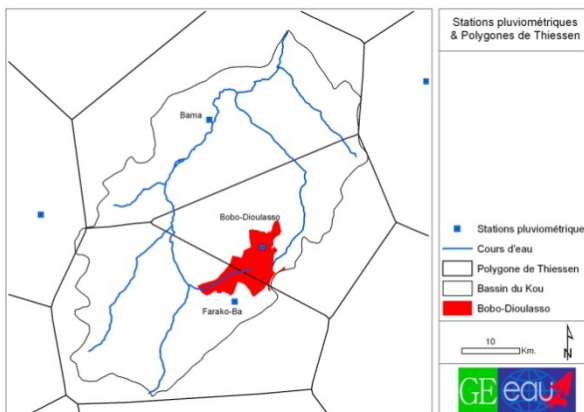 Stations pluviométriques
& Polygones de Thiessen
Bama
Bobo-Dioulasso
Farako-Ba
Stations pluviométrique
Cours d'eau
Polygone de Thiessen
Bassin du Kou
Bobo-Dioulasso
10
Km.
N
GE eau